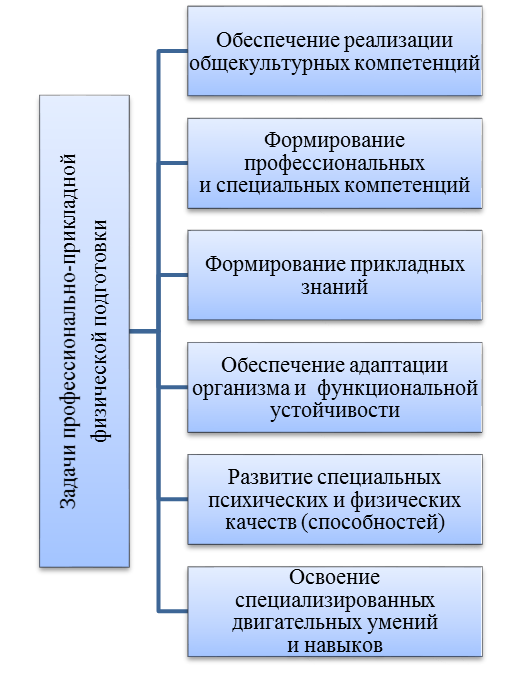 Задачи профессионально-прикладной
физической подготовки
Обеспечение реализации
общекультурных компетенций
Формирование
профессиональных
и специальных компетенций
Формирование прикладных
знаний
Обеспечение адаптации
организма и функциональной
устойчивости
Развитие специальных
психических и физических
качеств (способностей)
Освоение
специализированных
двигательных умений
и навыков